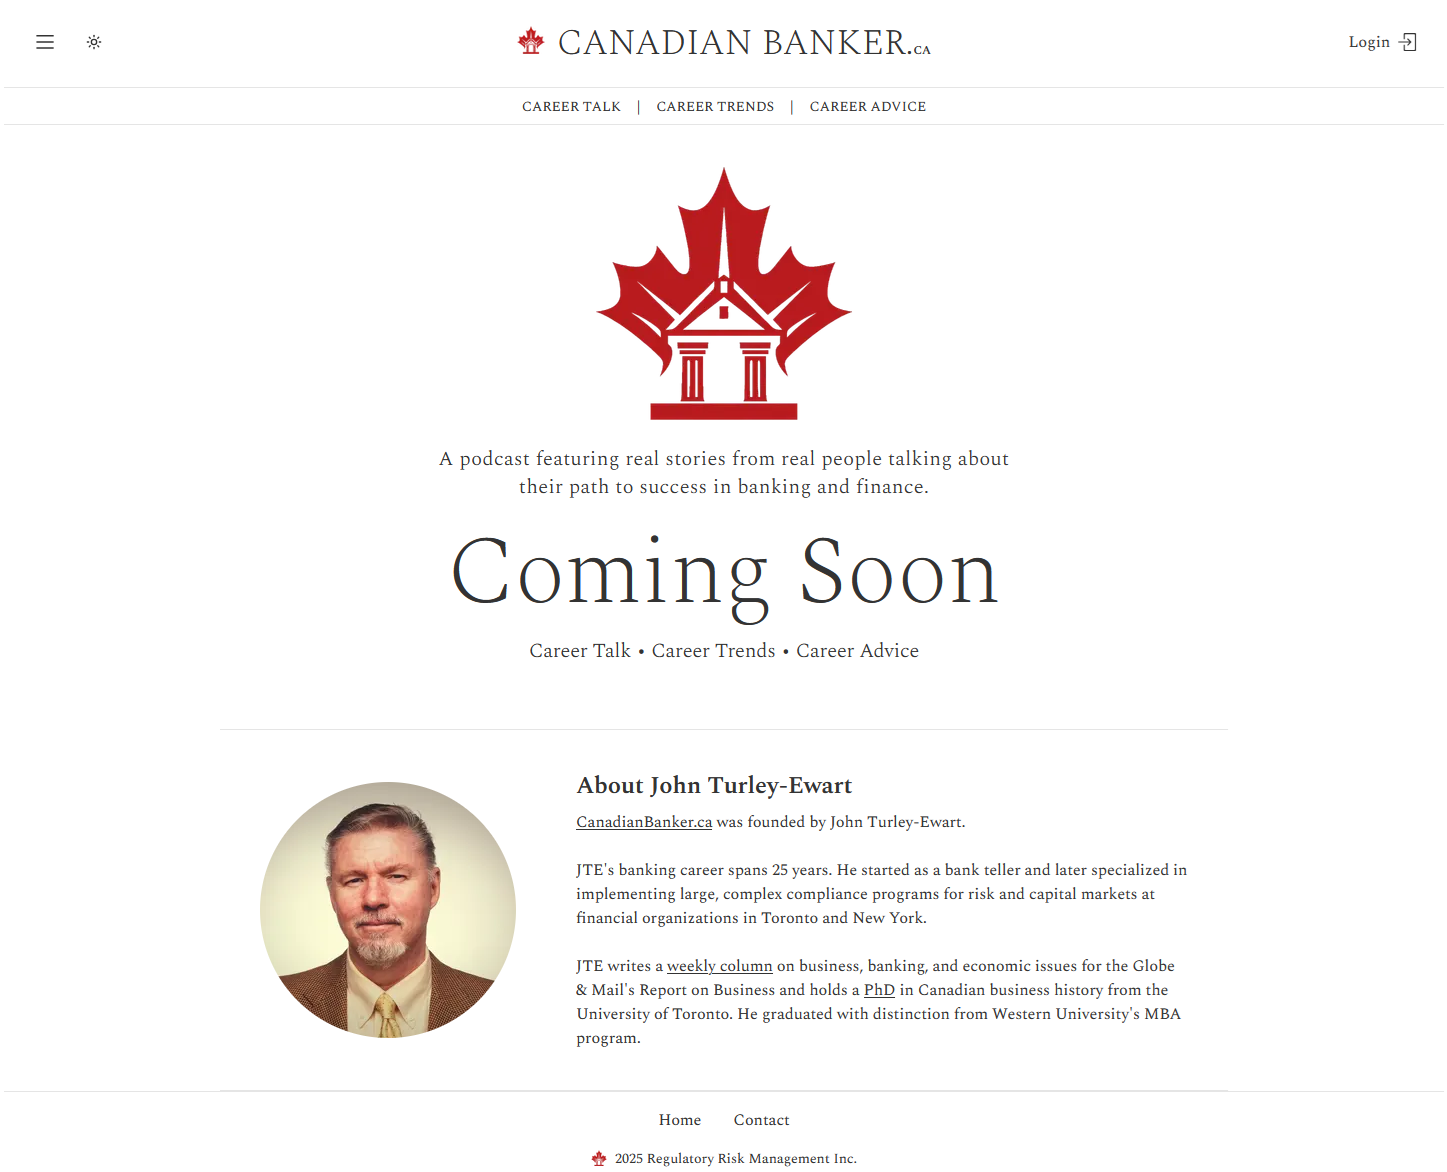 CANADIAN BANKER.CA
Login
CAREER TALK | CAREER TRENDS | CAREER ADVICE
A podcast featuring real stories from real people talking about
their path to success in banking and finance.
Coming Soon
Career Talk • Career Trends • Career Advice
About John Turley-Ewart
CanadianBanker.ca was founded by John Turley-Ewart.
JTE's banking career spans 25 years. He started as a bank teller and later specialized in
implementing large, complex compliance programs for risk and capital markets at
financial organizations in Toronto and New York.
JTE writes a weekly column on business, banking, and economic issues for the Globe
& Mail's Report on Business and holds a PhD in Canadian business history from the
University of Toronto. He graduated with distinction from Western University's MBA
program.
Home Contact
2025 Regulatory Risk Management Inc.